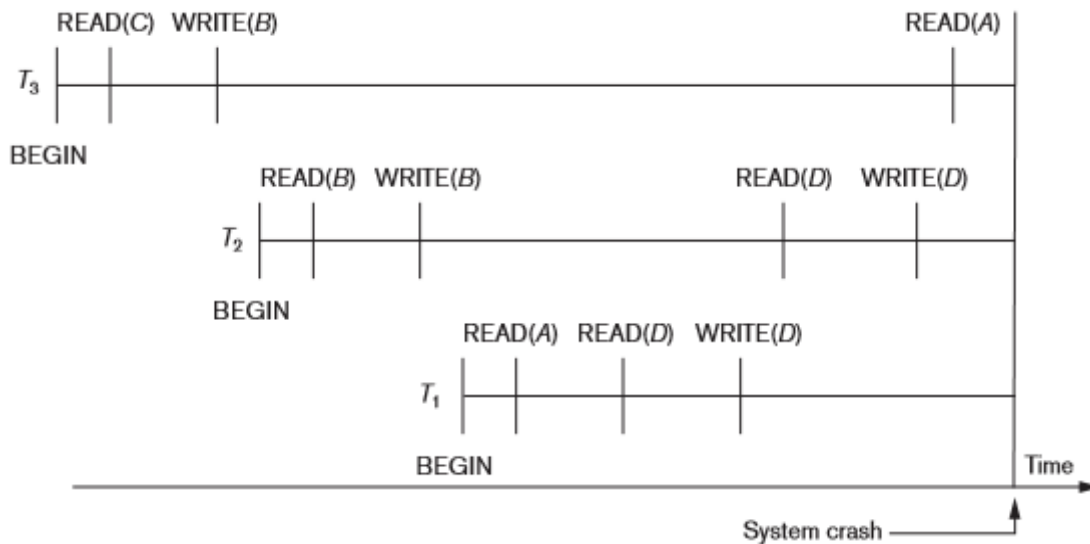 READ(C) WRITE(B) READ(A)
T3
BEGIN
READ(B) WRITE(B) READ(D) WRITE(D)
T2
BEGIN
READ(A) READ(D) WRITE(D)
T1
BEGIN
Time
System crash